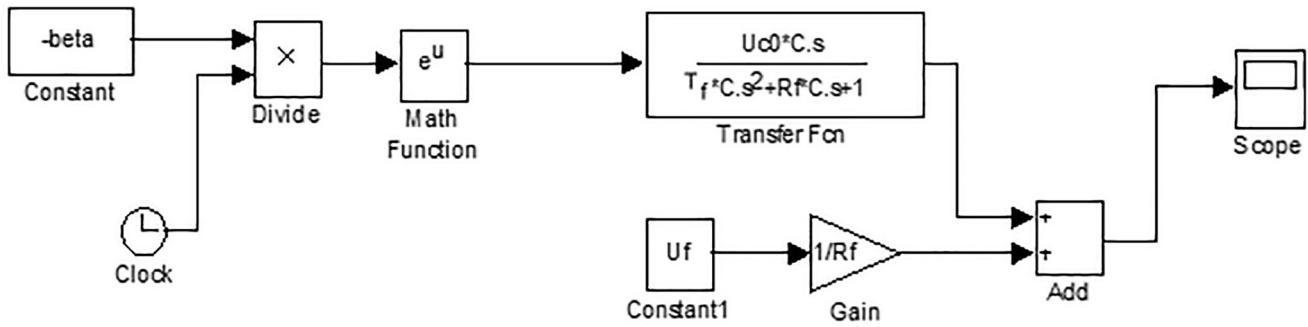 -beta
Constant
×
Divide
e^u
Math
Function
Uc0*C.s
T_f*C.s^2+Rf*C.s+1
Transfer Fcn
Scope
Clock
Uf
Constant1
1/Rf
Gain
+
+
Add